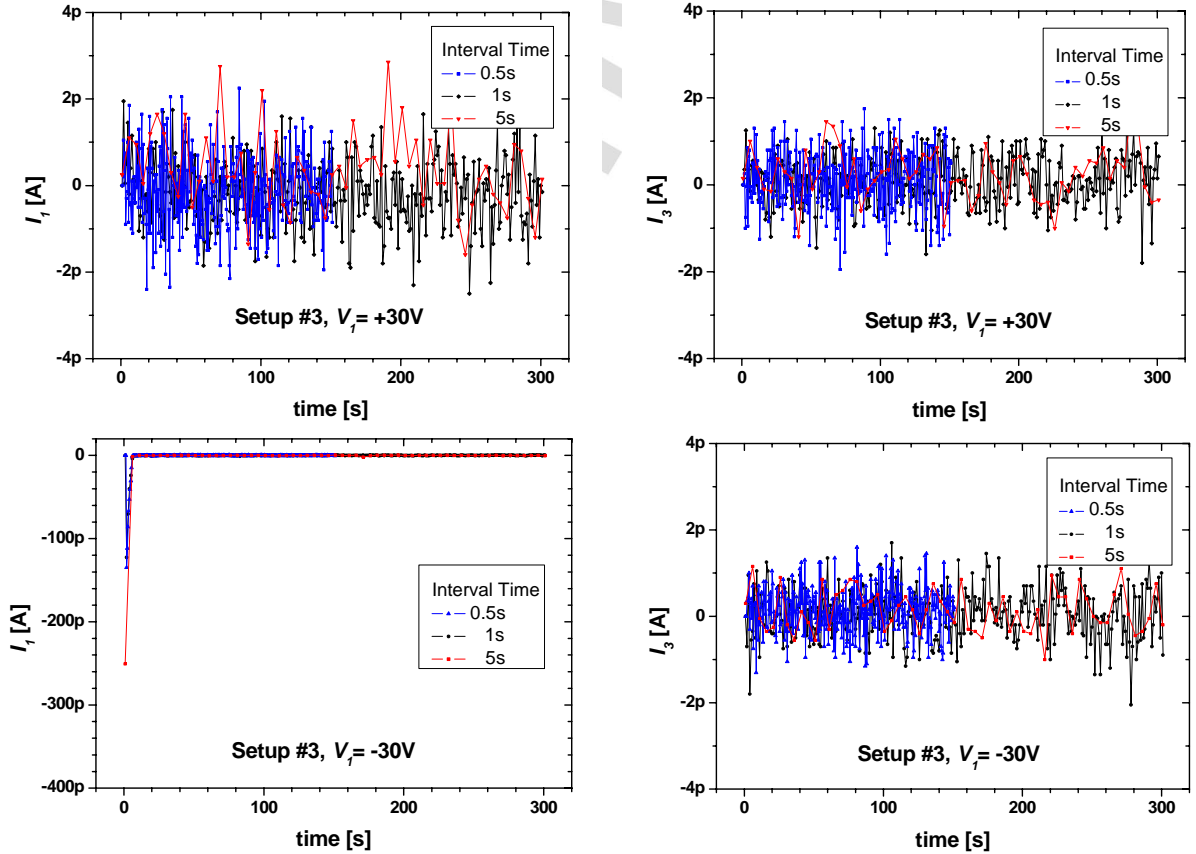 4p
2p
0
-2p
-4p
I1 [A]
Interval Time
0.5s
1s
5s
Setup #3, V1= +30V
0 100 200 300
time [s]
4p
2p
0
-2p
-4p
I3 [A]
Interval Time
0.5s
1s
5s
Setup #3, V1= +30V
0 100 200 300
time [s]
0
-100p
-200p
-300p
-400p
I1 [A]
Interval Time
0.5s
1s
5s
Setup #3, V1= -30V
0 100 200 300
time [s]
4p
2p
0
-2p
-4p
I3 [A]
Interval Time
0.5s
1s
5s
Setup #3, V1= -30V
0 100 200 300
time [s]